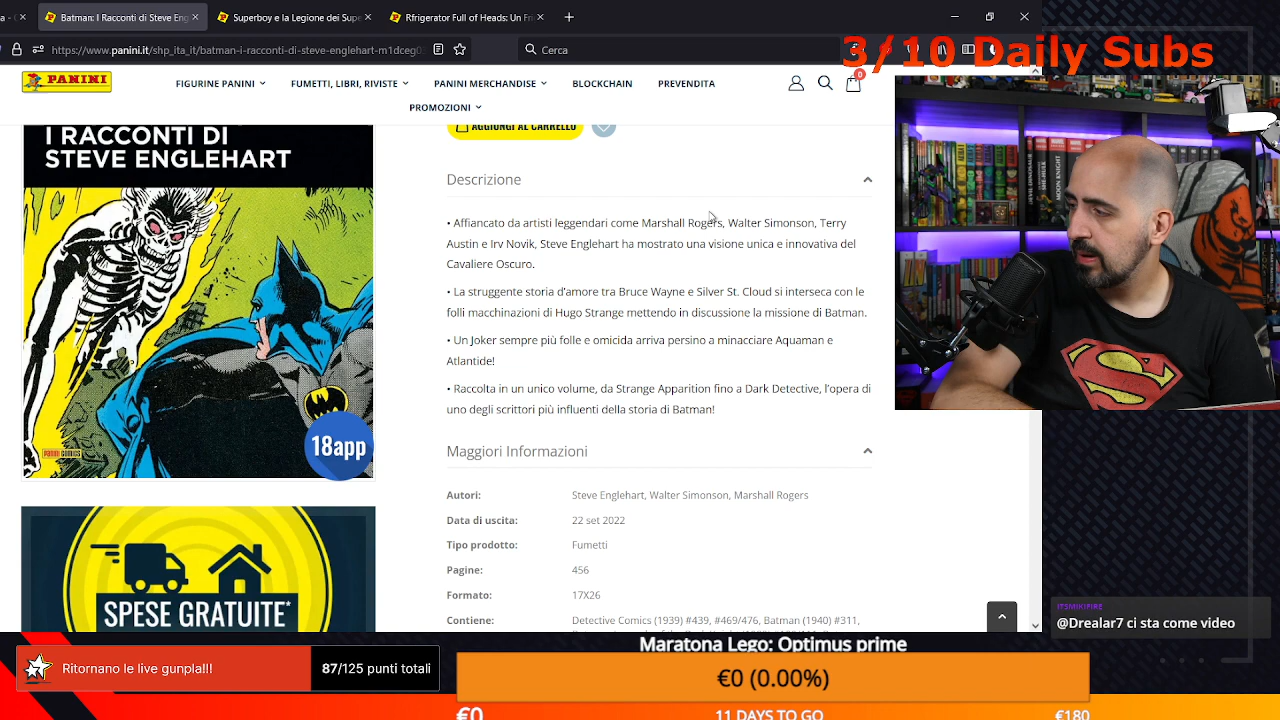 Batman: I Racconti di Steve Eng
Superboy e la Legione dei Supe
Rfrigerator Full of Heads: Un Fr
https://www.panini.it/shp_ita_it/batman-i-racconti-di-steve-englehart-m1dceg03
Cerca
3/10 Daily Subs
PANINI
FIGURINE PANINI
FUMETTI, LIBRI, RIVISTE
PANINI MERCHANDISE
BLOCKCHAIN
PREVENDITA
0
PROMOZIONI
AGGIUNGI AL CARRELLO
I RACCONTI DI
STEVE ENGLEHART
Descrizione
• Affiancato da artisti leggendari come Marshall Rogers, Walter Simonson, Terry
Austin e Irv Novik, Steve Englehart ha mostrato una visione unica e innovativa del
Cavaliere Oscuro.
• La struggente storia d'amore tra Bruce Wayne e Silver St. Cloud si interseca con le
folli macchinazioni di Hugo Strange mettendo in discussione la missione di Batman.
• Un Joker sempre più folle e omicida arriva persino a minacciare Aquaman e
Atlantide!
• Raccolta in un unico volume, da Strange Apparition fino a Dark Detective, l'opera di
uno degli scrittori più influenti della storia di Batman!
18app
PANINI COMICS
Maggiori Informazioni
Autori: Steve Englehart, Walter Simonson, Marshall Rogers
Data di uscita: 22 set 2022
Tipo prodotto: Fumetti
Pagine: 456
Formato: 17X26
Contiene: Detective Comics (1939) #439, #469/476, Batman (1940) #311,
SPESE GRATUITE*
MOON KNIGHT
ITSMIKIFIRE
@Drealar7 ci sta come video
Ritornano le live gunpla!!!
87/125 punti totali
Maratona Lego: Optimus prime
€0 (0.00%)
€0
11 DAYS TO GO
€180